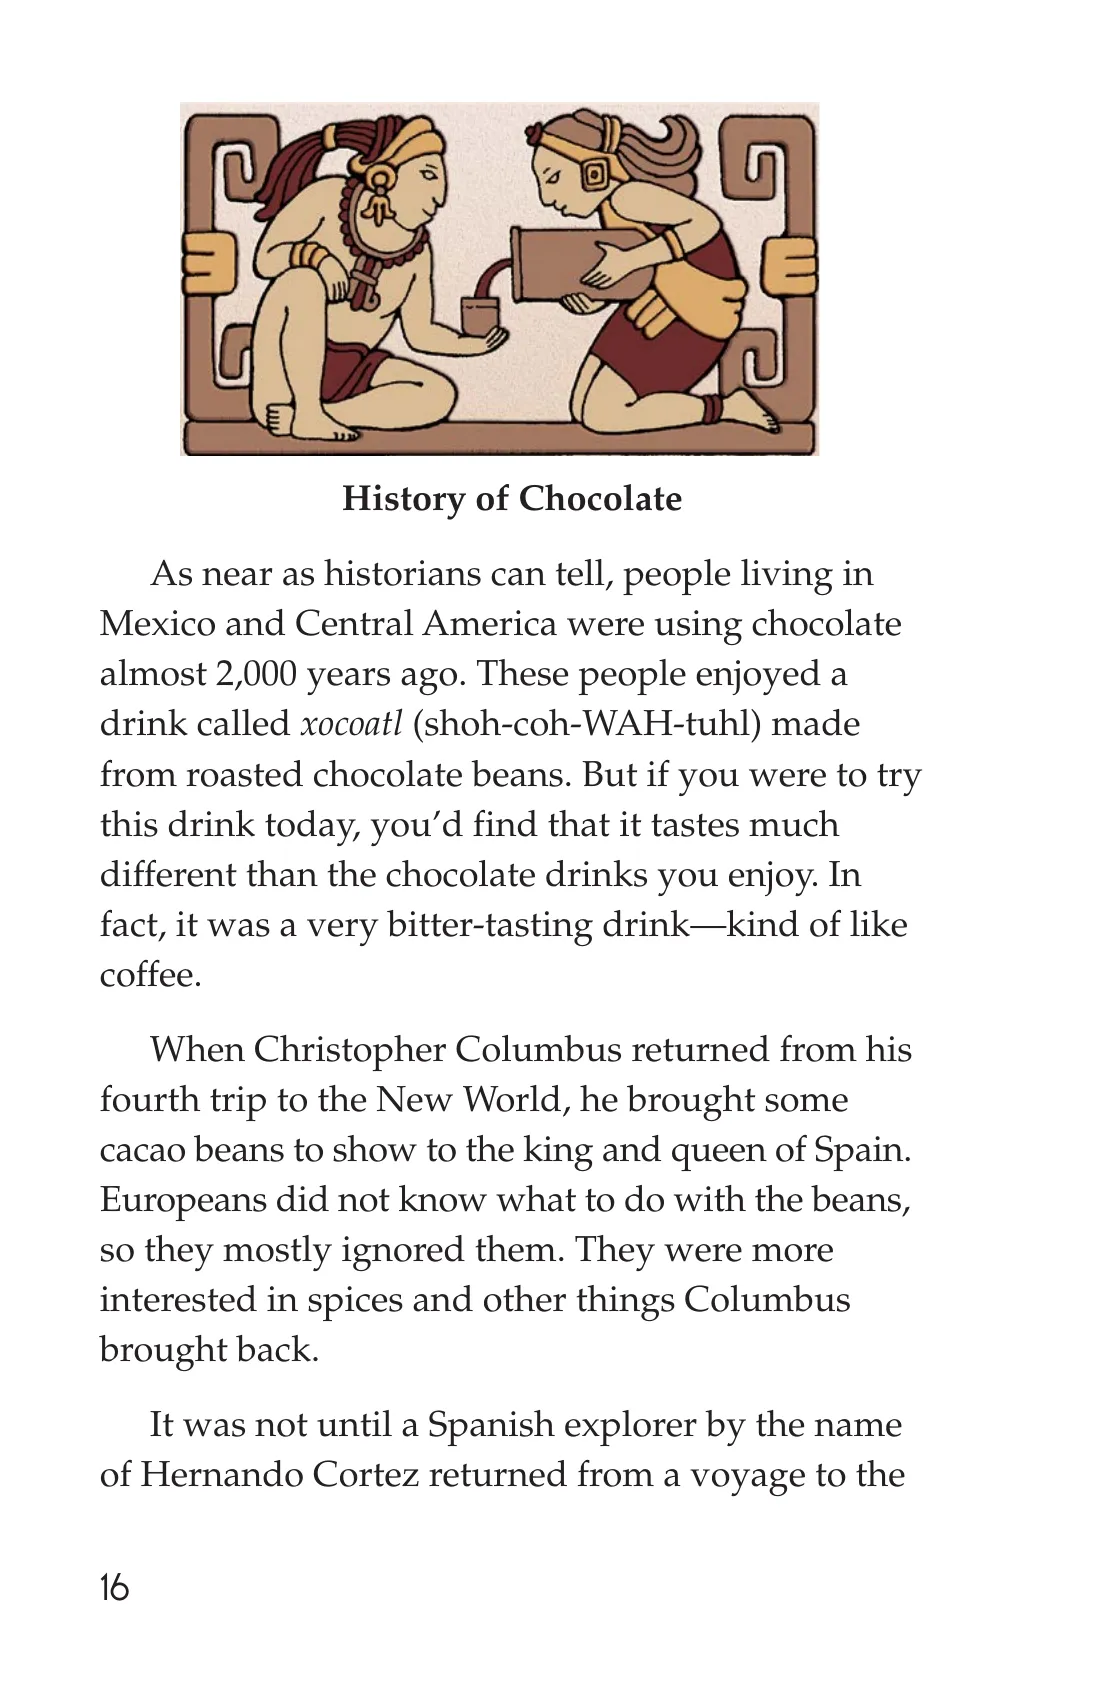 History of Chocolate
As near as historians can tell, people living in
Mexico and Central America were using chocolate
almost 2,000 years ago. These people enjoyed a
drink called xocoatl (shoh-coh-WAH-tuhl) made
from roasted chocolate beans. But if you were to try
this drink today, you’d find that it tastes much
different than the chocolate drinks you enjoy. In
fact, it was a very bitter-tasting drink—kind of like
coffee.
When Christopher Columbus returned from his
fourth trip to the New World, he brought some
cacao beans to show to the king and queen of Spain.
Europeans did not know what to do with the beans,
so they mostly ignored them. They were more
interested in spices and other things Columbus
brought back.
It was not until a Spanish explorer by the name
of Hernando Cortez returned from a voyage to the
16